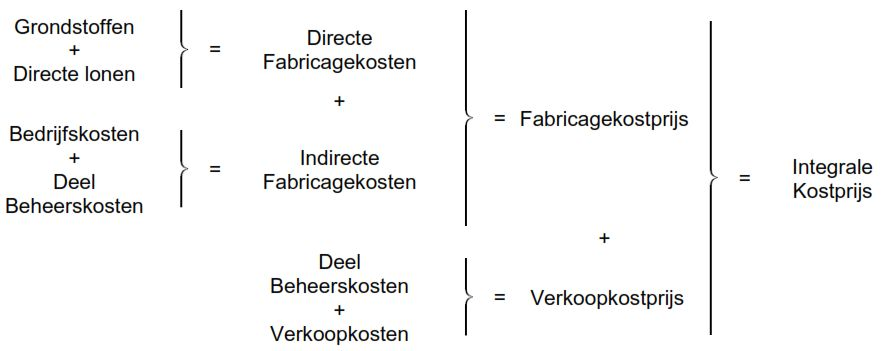 Grondstoffen
+
Directe lonen
=
Directe
Fabricagekosten
+
Bedrijfskosten
+
Deel
Beheerskosten
=
Indirecte
Fabricagekosten
= Fabricagekostprijs
+
Deel
Beheerskosten
+
Verkoopkosten
= Verkoopkostprijs
=
Integrale
Kostprijs